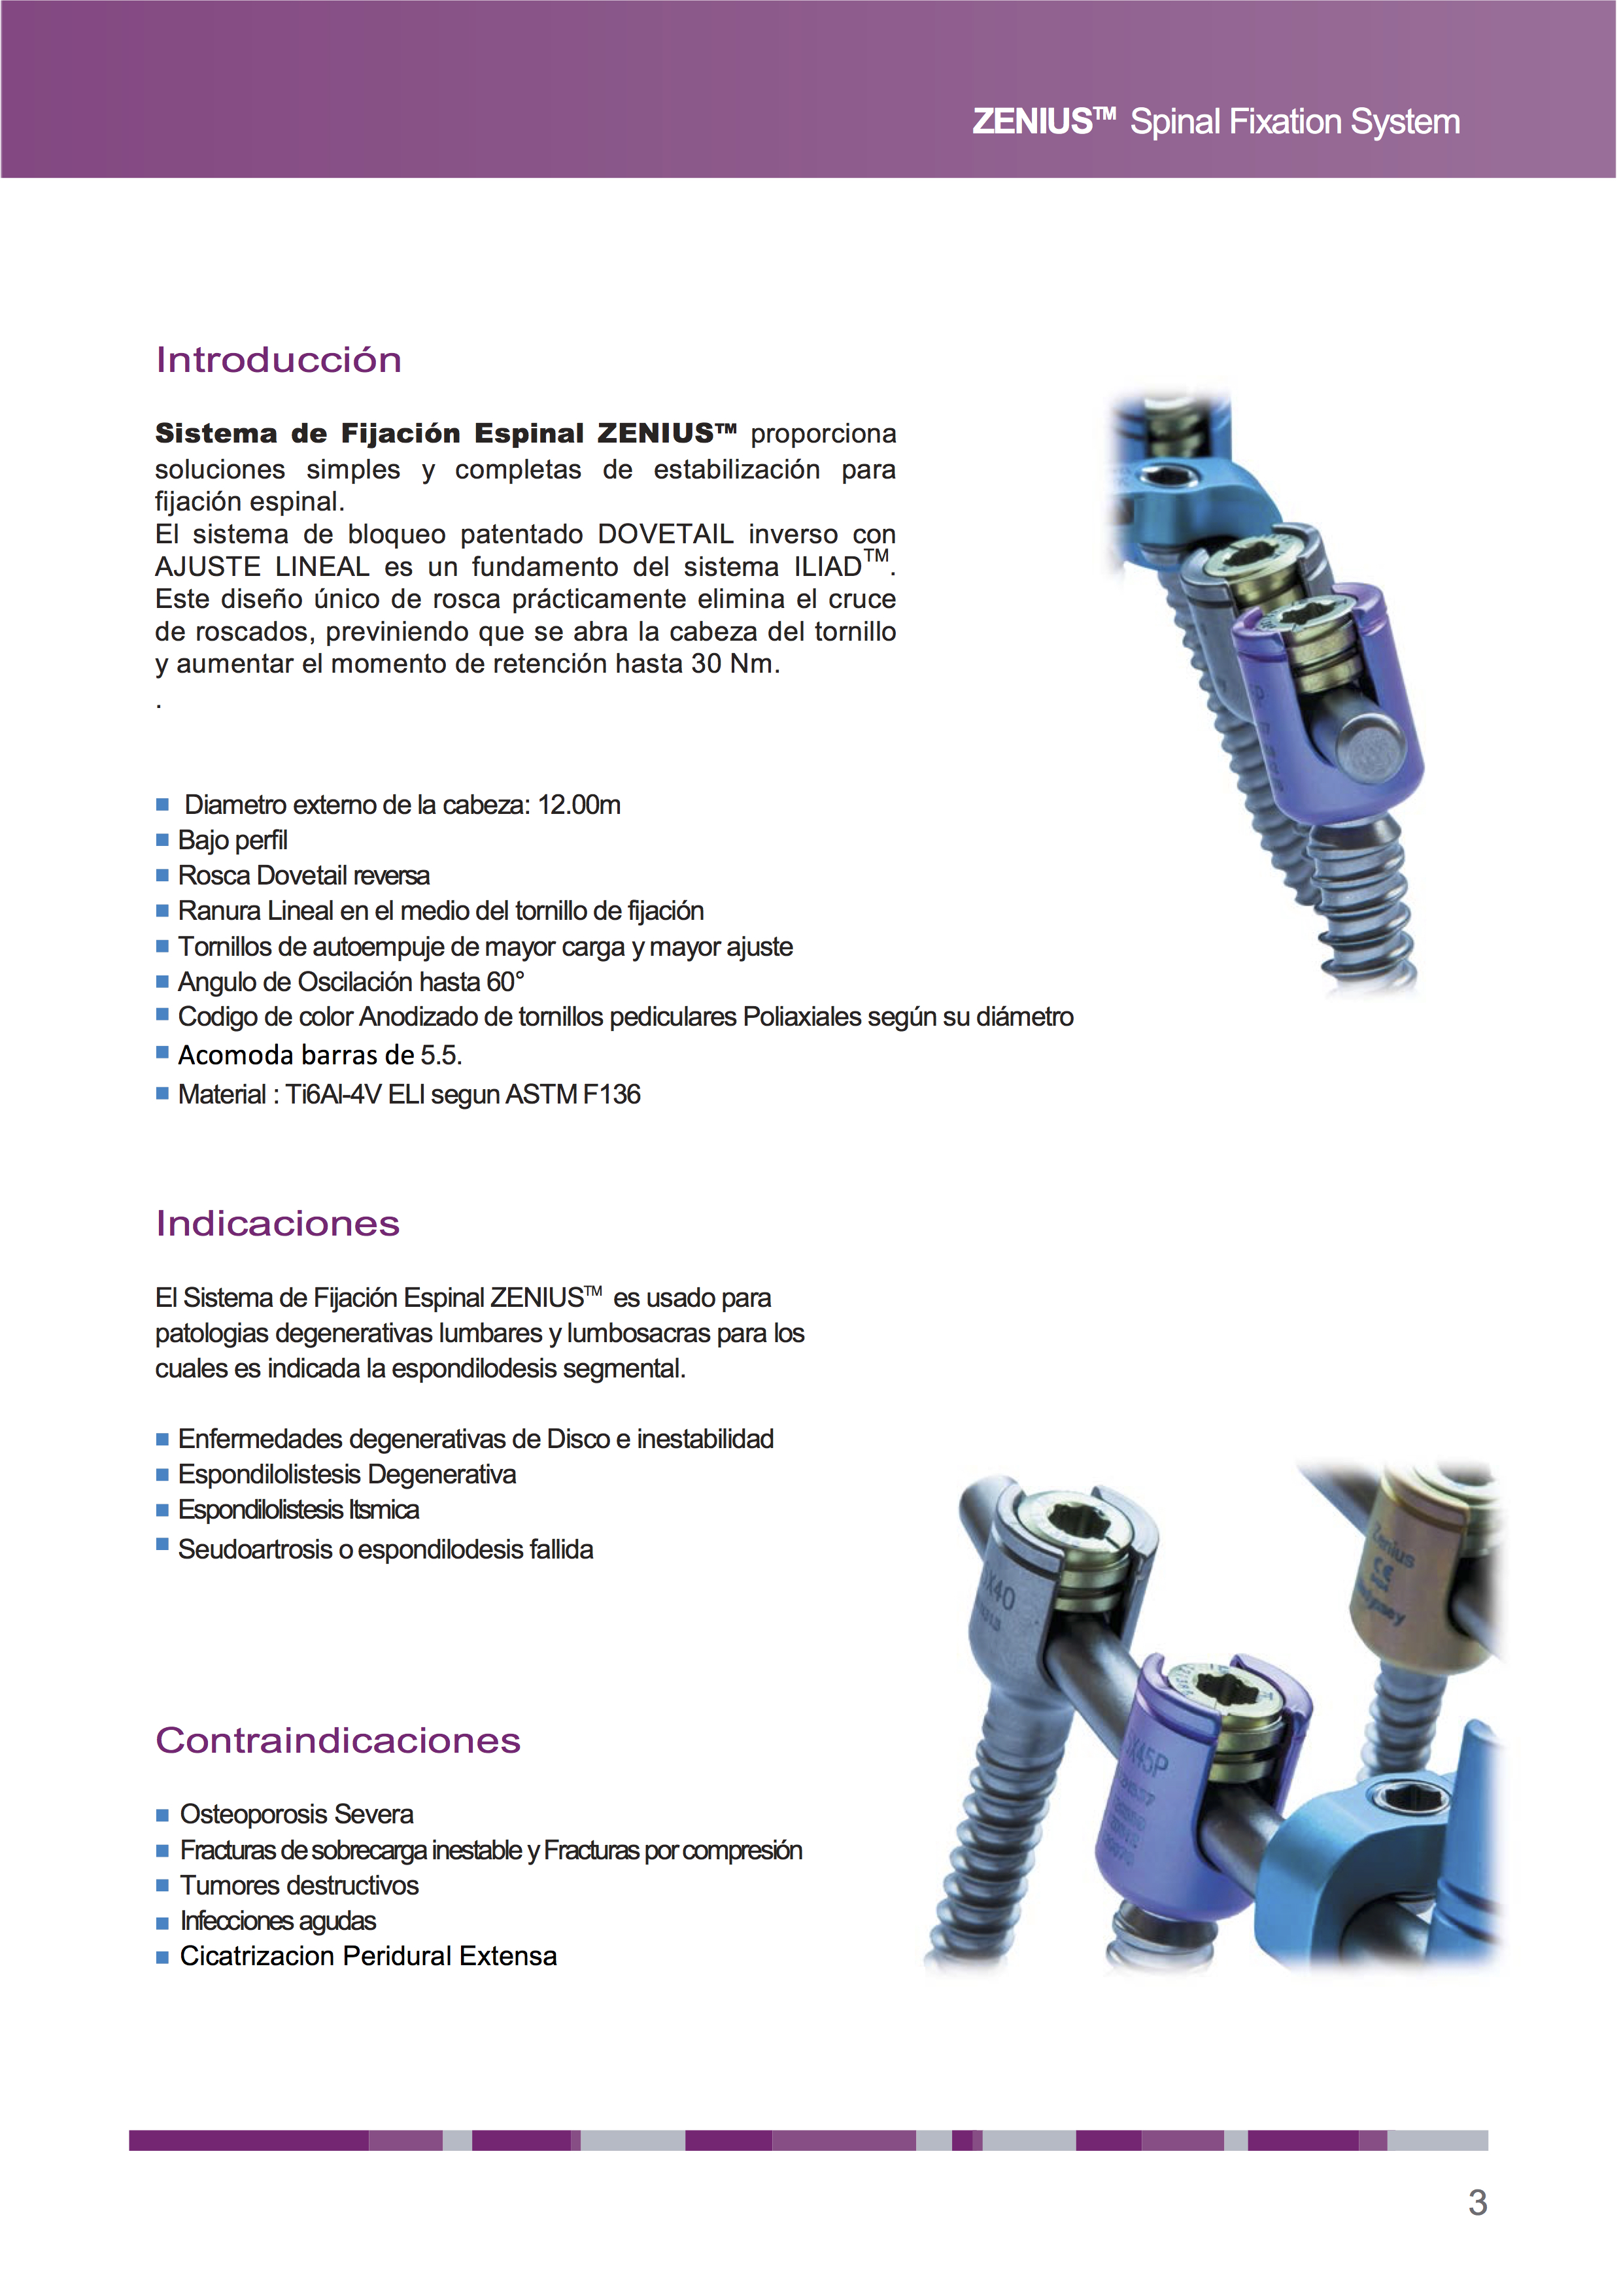 ZENIUS™ Spinal Fixation System
Introducción
Sistema de Fijación Espinal ZENIUS™ proporciona
soluciones simples y completas de estabilización para
fijación espinal.
El sistema de bloqueo patentado DOVETAIL inverso con
AJUSTE LINEAL es un fundamento del sistema ILIAD™.
Este diseño único de rosca prácticamente elimina el cruce
de roscados, previniendo que se abra la cabeza del tornillo
y aumentar el momento de retención hasta 30 Nm.
.
Diametro externo de la cabeza: 12.00m
Bajo perfil
Rosca Dovetail reversa
Ranura Lineal en el medio del tornillo de fijación
Tornillos de autoempuje de mayor carga y mayor ajuste
Angulo de Oscilación hasta 60°
Codigo de color Anodizado de tornillos pediculares Poliaxiales según su diámetro
Acomoda barras de 5.5.
Material : Ti6Al-4V ELI segun ASTM F136
Indicaciones
El Sistema de Fijación Espinal ZENIUS™ es usado para
patologias degenerativas lumbares y lumbosacras para los
cuales es indicada la espondilodesis segmental.
Enfermedades degenerativas de Disco e inestabilidad
Espondilolistesis Degenerativa
Espondilolistesis Itsmica
Seudoartrosis o espondilodesis fallida
Zenius
CE
X40
X45P
Contraindicaciones
Osteoporosis Severa
Fracturas de sobrecarga inestable y Fracturas por compresión
Tumores destructivos
Infecciones agudas
Cicatrizacion Peridural Extensa
3